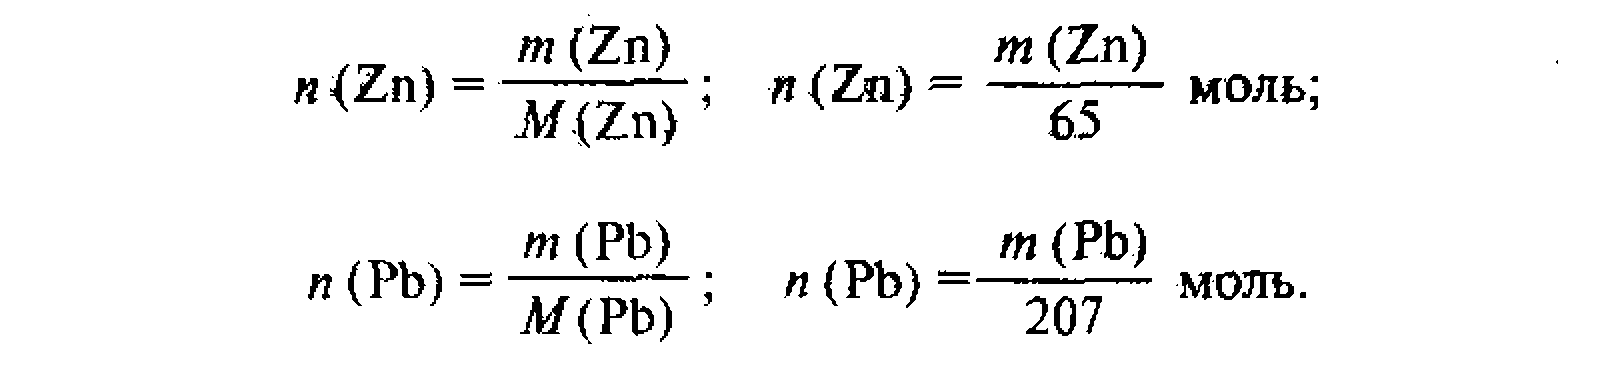 n (Zn) = m (Zn) / M (Zn) ; n (Zn) = m (Zn) / 65 моль;
n (Pb) = m (Pb) / M (Pb) ; n (Pb) = m (Pb) / 207 моль.